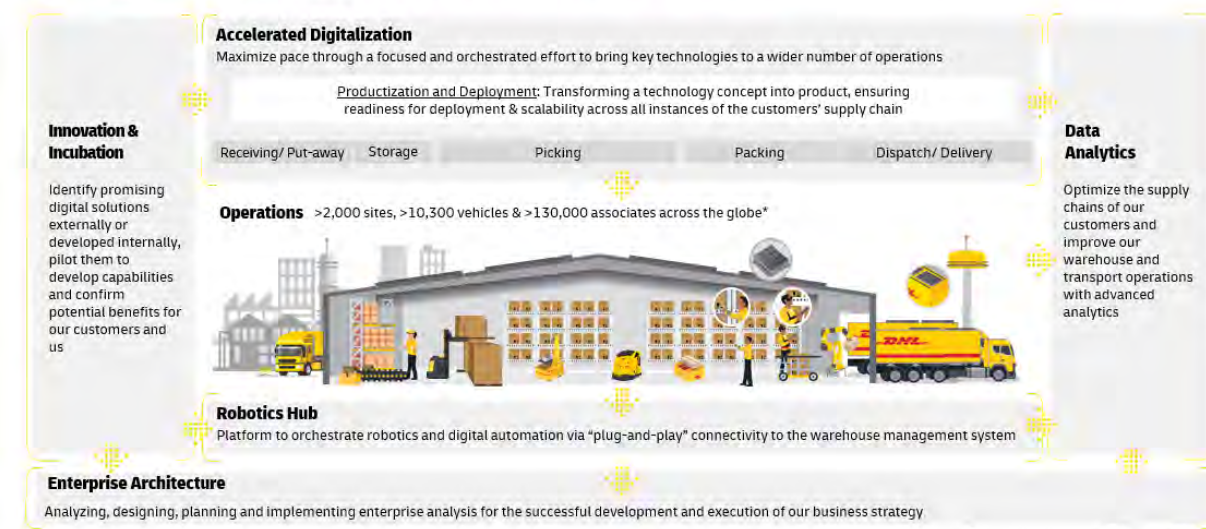 Accelerated Digitalization
Maximize pace through a focused and orchestrated effort to bring key technologies to a wider number of operations
Productization and Deployment: Transforming a technology concept into product, ensuring
readiness for deployment & scalability across all instances of the customers' supply chain
Receiving/ Put-away Storage Picking Packing Dispatch/ Delivery
Innovation &
Incubation
Identify promising
digital solutions
externally or
developed internally,
pilot them to
develop capabilities
and confirm
potential benefits for
our customers and
us
Operations >2,000 sites, >10,300 vehicles & >130,000 associates across the globe*
DHL
Data
Analytics
Optimize the supply
chains of our
customers and
improve our
warehouse and
transport operations
with advanced
analytics
Robotics Hub
Platform to orchestrate robotics and digital automation via "plug-and-play" connectivity to the warehouse management system
Enterprise Architecture
Analyzing, designing, planning and implementing enterprise analysis for the successful development and execution of our business strategy